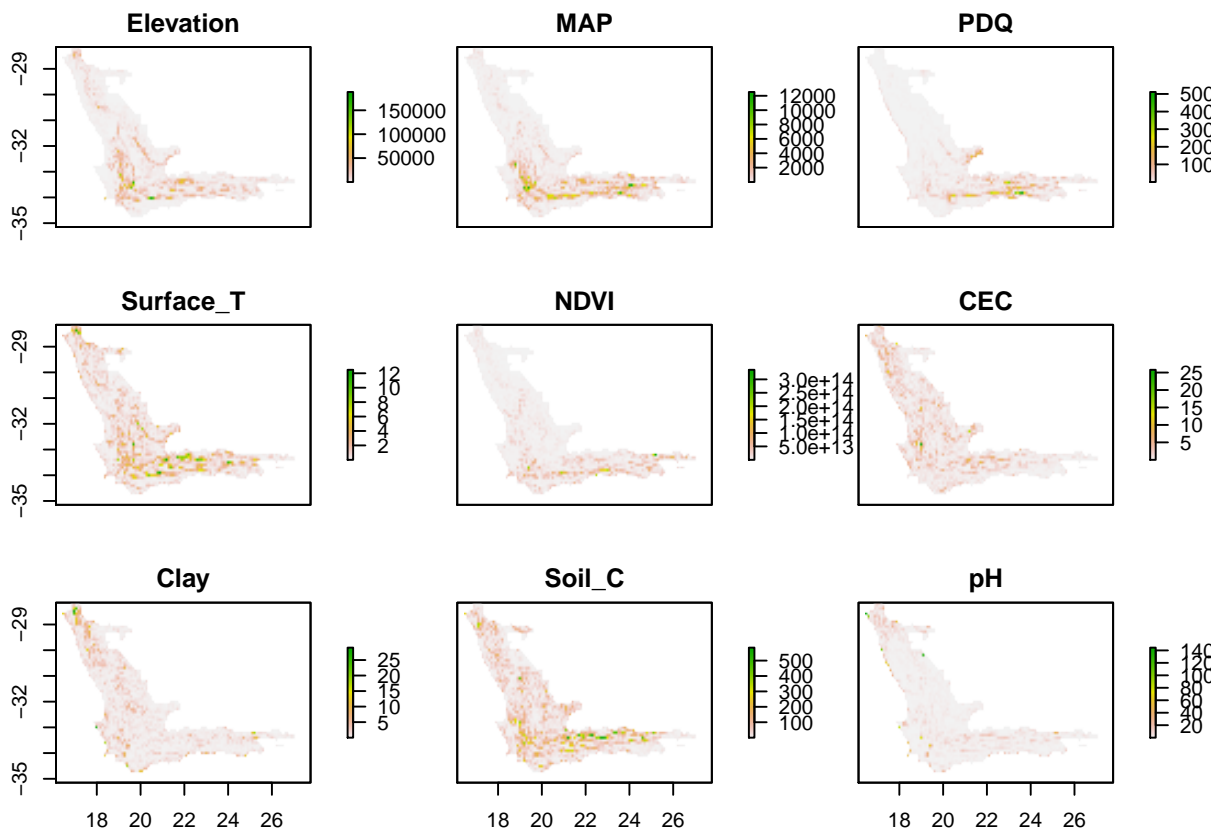 Elevation
MAP
PDQ
-29
-32
-35
150000
100000
50000
12000
10000
8000
6000
4000
2000
500
400
300
200
100
Surface_T
NDVI
CEC
-29
-32
-35
12
10
8
6
4
2
3.0e+14
2.5e+14
2.0e+14
1.5e+14
1.0e+14
5.0e+13
25
20
15
10
5
Clay
Soil_C
pH
-29
-32
-35
25
20
15
10
5
500
400
300
200
100
140
120
100
80
60
40
20
18 20 22 24 26
18 20 22 24 26
18 20 22 24 26